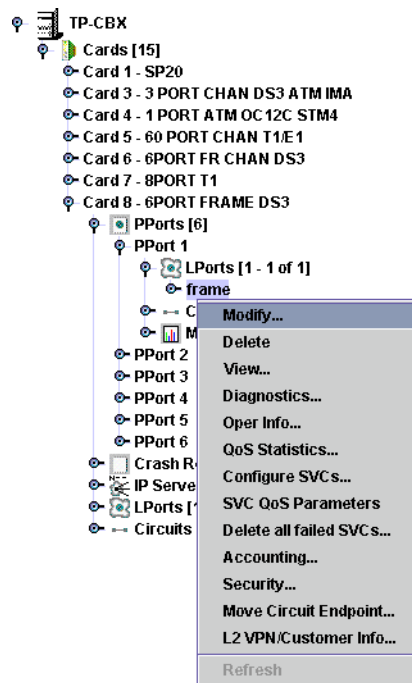 TP-CBX
Cards [15]
Card 1 - SP20
Card 3 - 3 PORT CHAN DS3 ATM IMA
Card 4 - 1 PORT ATM OC12C STM4
Card 5 - 60 PORT CHAN T1/E1
Card 6 - 6PORT FR CHAN DS3
Card 7 - 8PORT T1
Card 8 - 6PORT FRAME DS3
PPorts [6]
PPort 1
LPorts [1 - 1 of 1]
frame
C
M
PPort 2
PPort 3
PPort 4
PPort 5
PPort 6
Crash R
IP Serve
LPorts [
Circuits
Modify...
Delete
View...
Diagnostics...
Oper Info...
QoS Statistics...
Configure SVCs...
SVC QoS Parameters
Delete all failed SVCs...
Accounting...
Security...
Move Circuit Endpoint...
L2 VPN/Customer Info...
Refresh